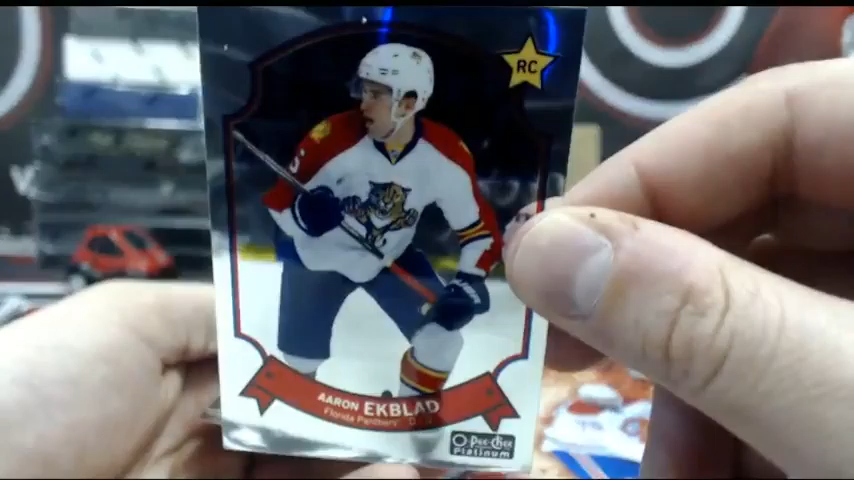 RC
AARON EKBLAD
Florida Panthers
O-Pee-Chee
Platinum